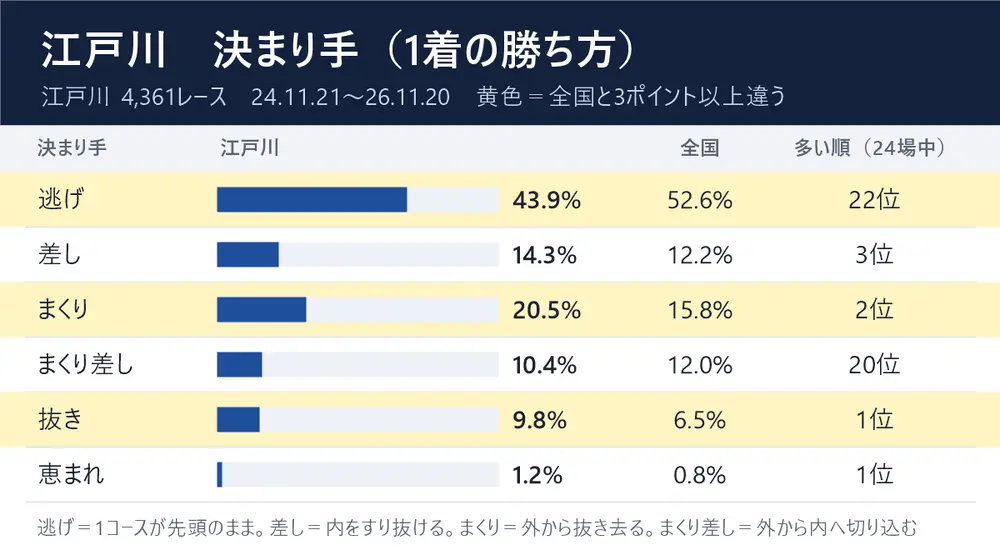 江戸川　決まり手（1着の勝ち方）
江戸川 4,361レース　24.11.21～26.11.20　黄色＝全国と3ポイント以上違う
決まり手　江戸川　全国　多い順（24場中）
逃げ　43.9%　52.6%　22位
差し　14.3%　12.2%　3位
まくり　20.5%　15.8%　2位
まくり差し　10.4%　12.0%　20位
抜き　9.8%　6.5%　1位
恵まれ　1.2%　0.8%　1位
逃げ＝1コースが先頭のまま。差し＝内をすり抜ける。まくり＝外から抜き去る。まくり差し＝外から内へ切り込む